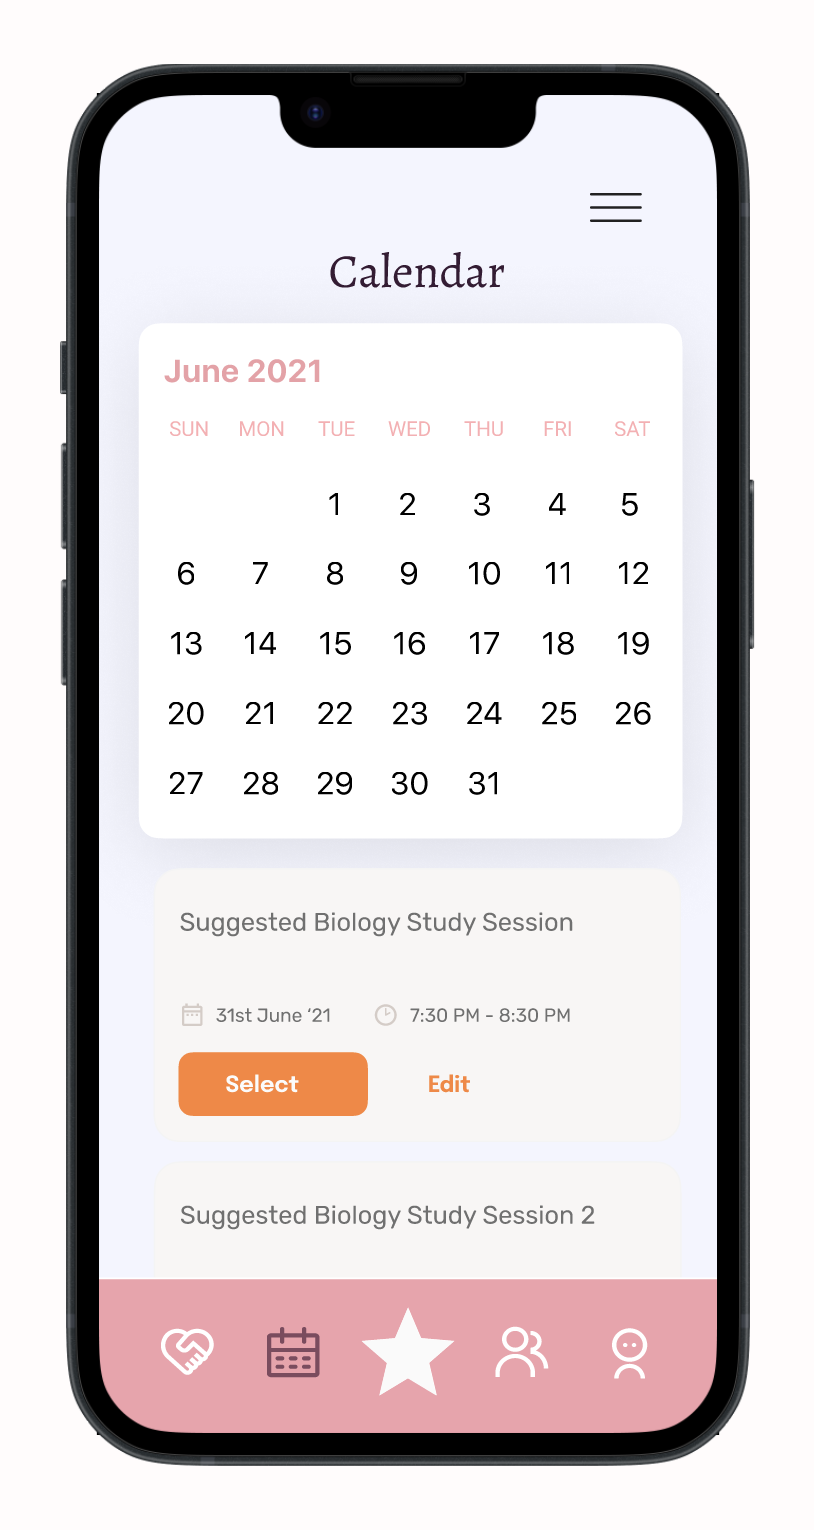 Calendar
June 2021
SUN MON TUE WED THU FRI SAT
1 2 3 4 5
6 7 8 9 10 11 12
13 14 15 16 17 18 19
20 21 22 23 24 25 26
27 28 29 30 31
Suggested Biology Study Session
31st June ‘21 7:30 PM - 8:30 PM
Select Edit
Suggested Biology Study Session 2